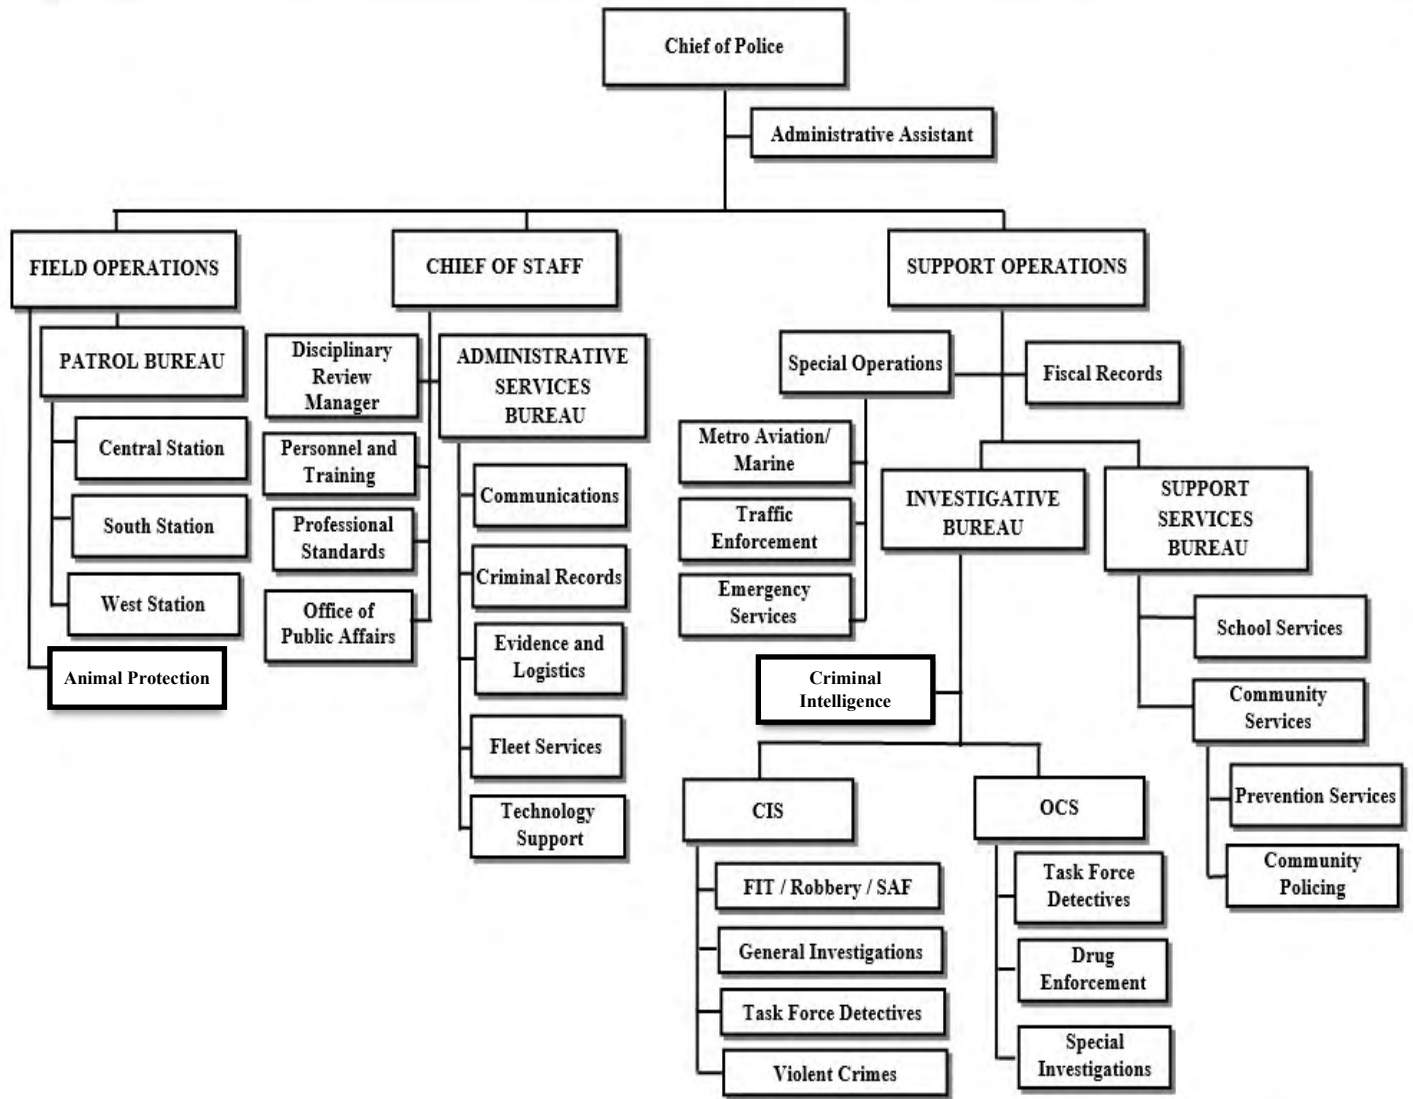 Chief of Police
Administrative Assistant
FIELD OPERATIONS
CHIEF OF STAFF
SUPPORT OPERATIONS
PATROL BUREAU
Central Station
South Station
West Station
Animal Protection
Disciplinary
Review
Manager
Personnel and
Training
Professional
Standards
Office of
Public Affairs
ADMINISTRATIVE
SERVICES
BUREAU
Communications
Criminal Records
Evidence and
Logistics
Fleet Services
Technology
Support
Special Operations
Fiscal Records
Metro Aviation/
Marine
Traffic
Enforcement
Emergency
Services
INVESTIGATIVE
BUREAU
SUPPORT
SERVICES
BUREAU
Criminal
Intelligence
School Services
Community
Services
Prevention Services
Community
Policing
CIS
FIT / Robbery / SAF
General Investigations
Task Force Detectives
Violent Crimes
OCS
Task Force
Detectives
Drug
Enforcement
Special
Investigations